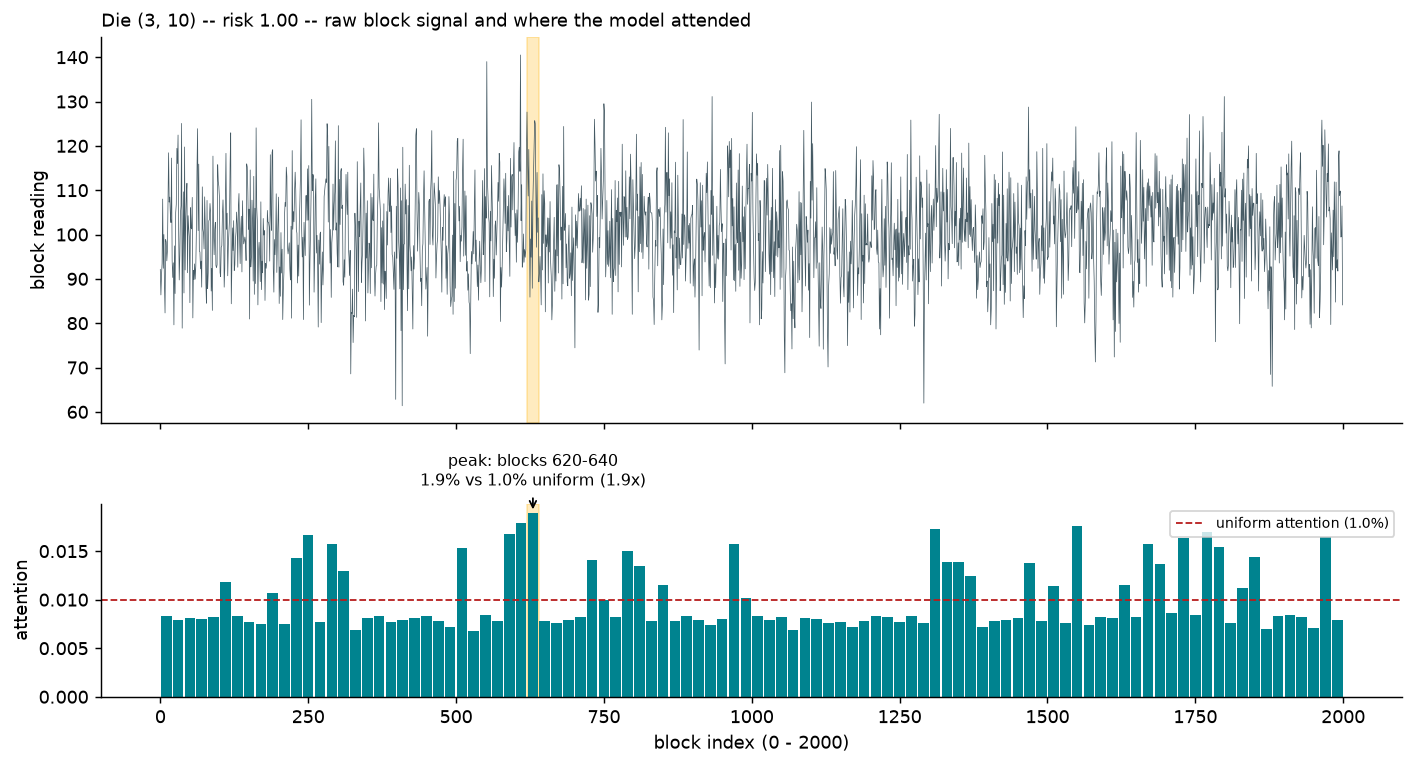 Die (3, 10) -- risk 1.00 -- raw block signal and where the model attended
140
130
120
110
100
90
80
70
60
block reading
peak: blocks 620-640
1.9% vs 1.0% uniform (1.9x)
uniform attention (1.0%)
0.015
0.010
0.005
0.000
attention
0 250 500 750 1000 1250 1500 1750 2000
block index (0 - 2000)